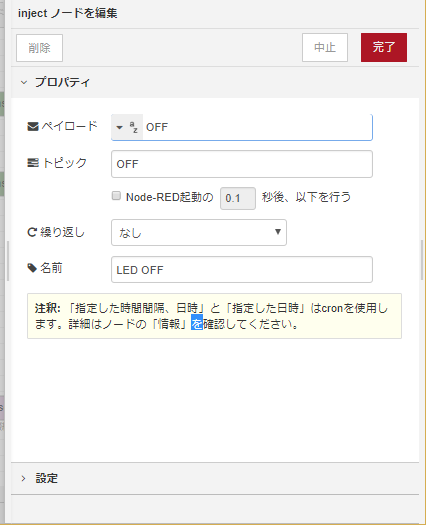 inject ノードを編集
削除
中止
完了
プロパティ
ペイロード
az
OFF
トピック
OFF
Node-RED起動の 0.1 秒後、以下を行う
繰り返し
なし
名前
LED OFF
注釈: 「指定した時間間隔、日時」と「指定した日時」はcronを使用し
ます。詳細はノードの「情報」を確認してください。
設定